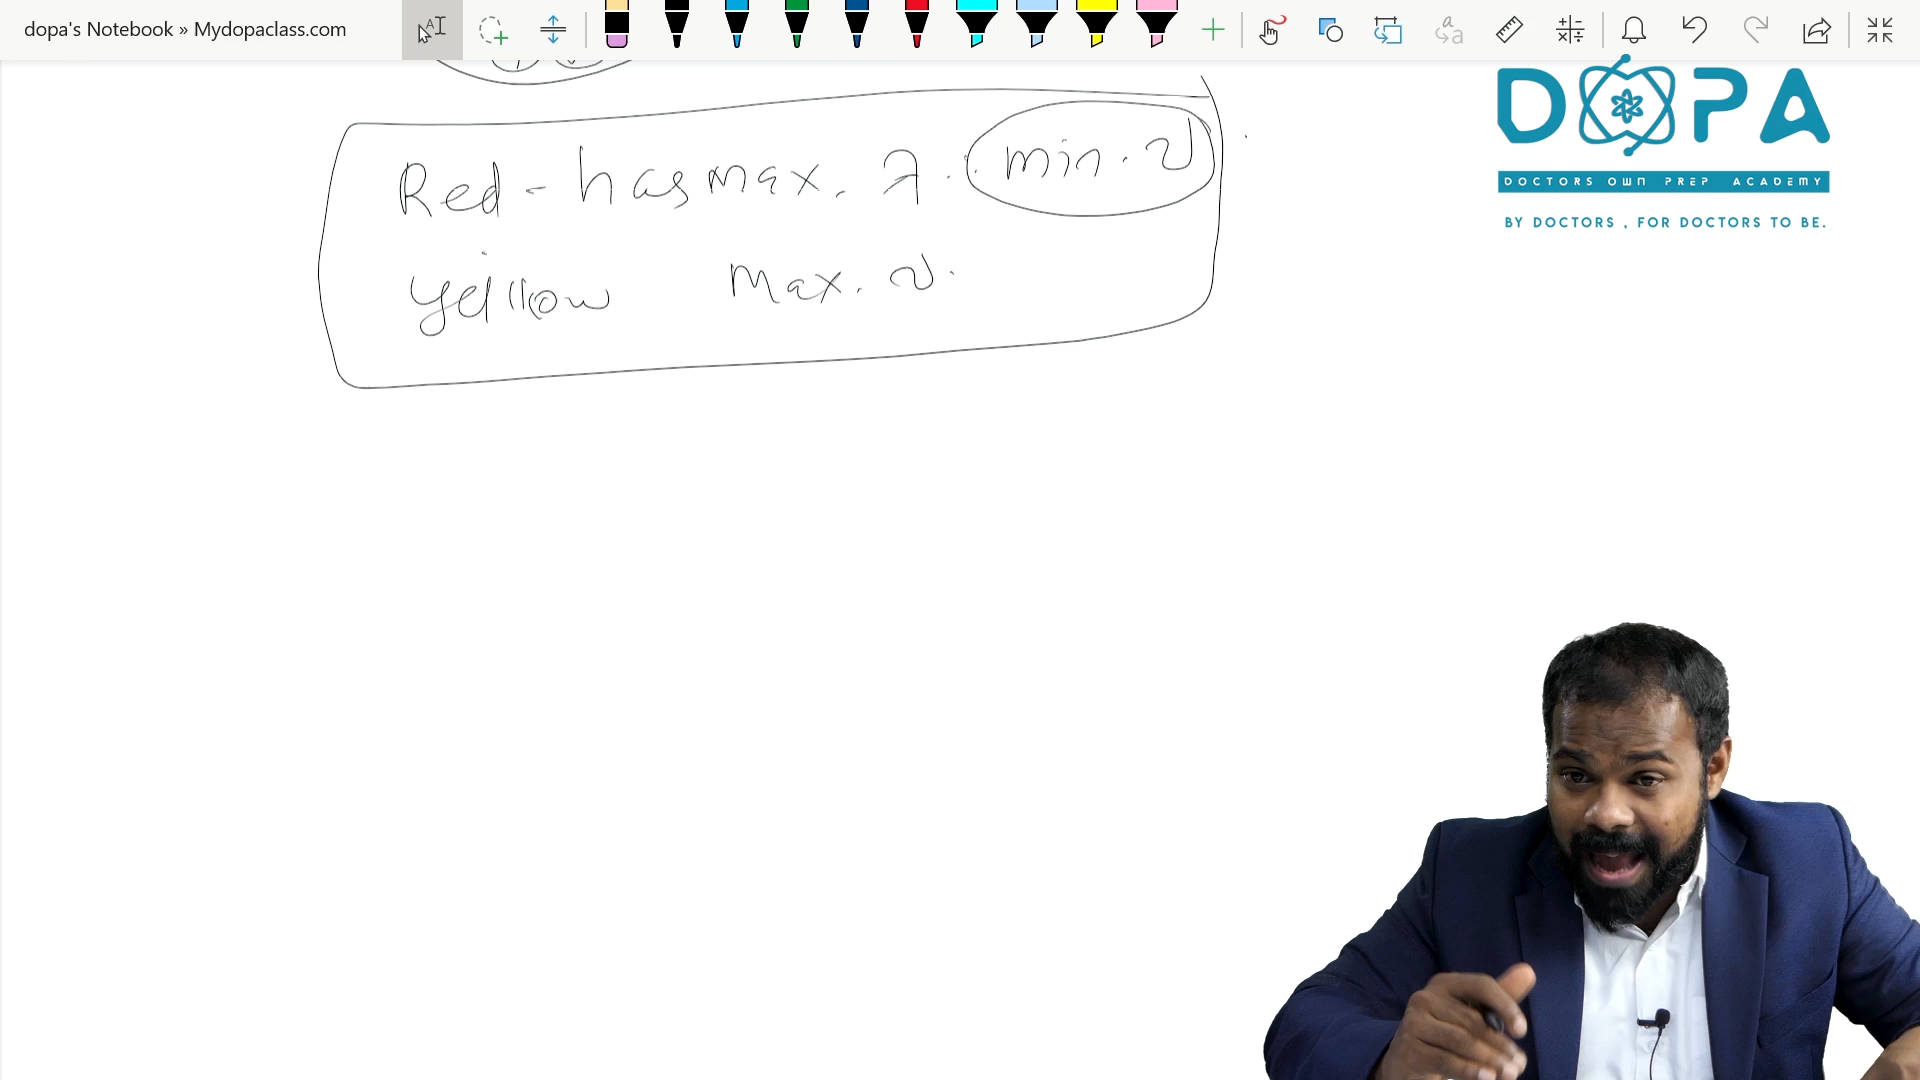 dopa's Notebook » Mydopaclass.com
DOPA
DOCTORS OWN PREP ACADEMY
BY DOCTORS , FOR DOCTORS TO BE.
Red - has max. λ. min. ν
yellow max. ν.